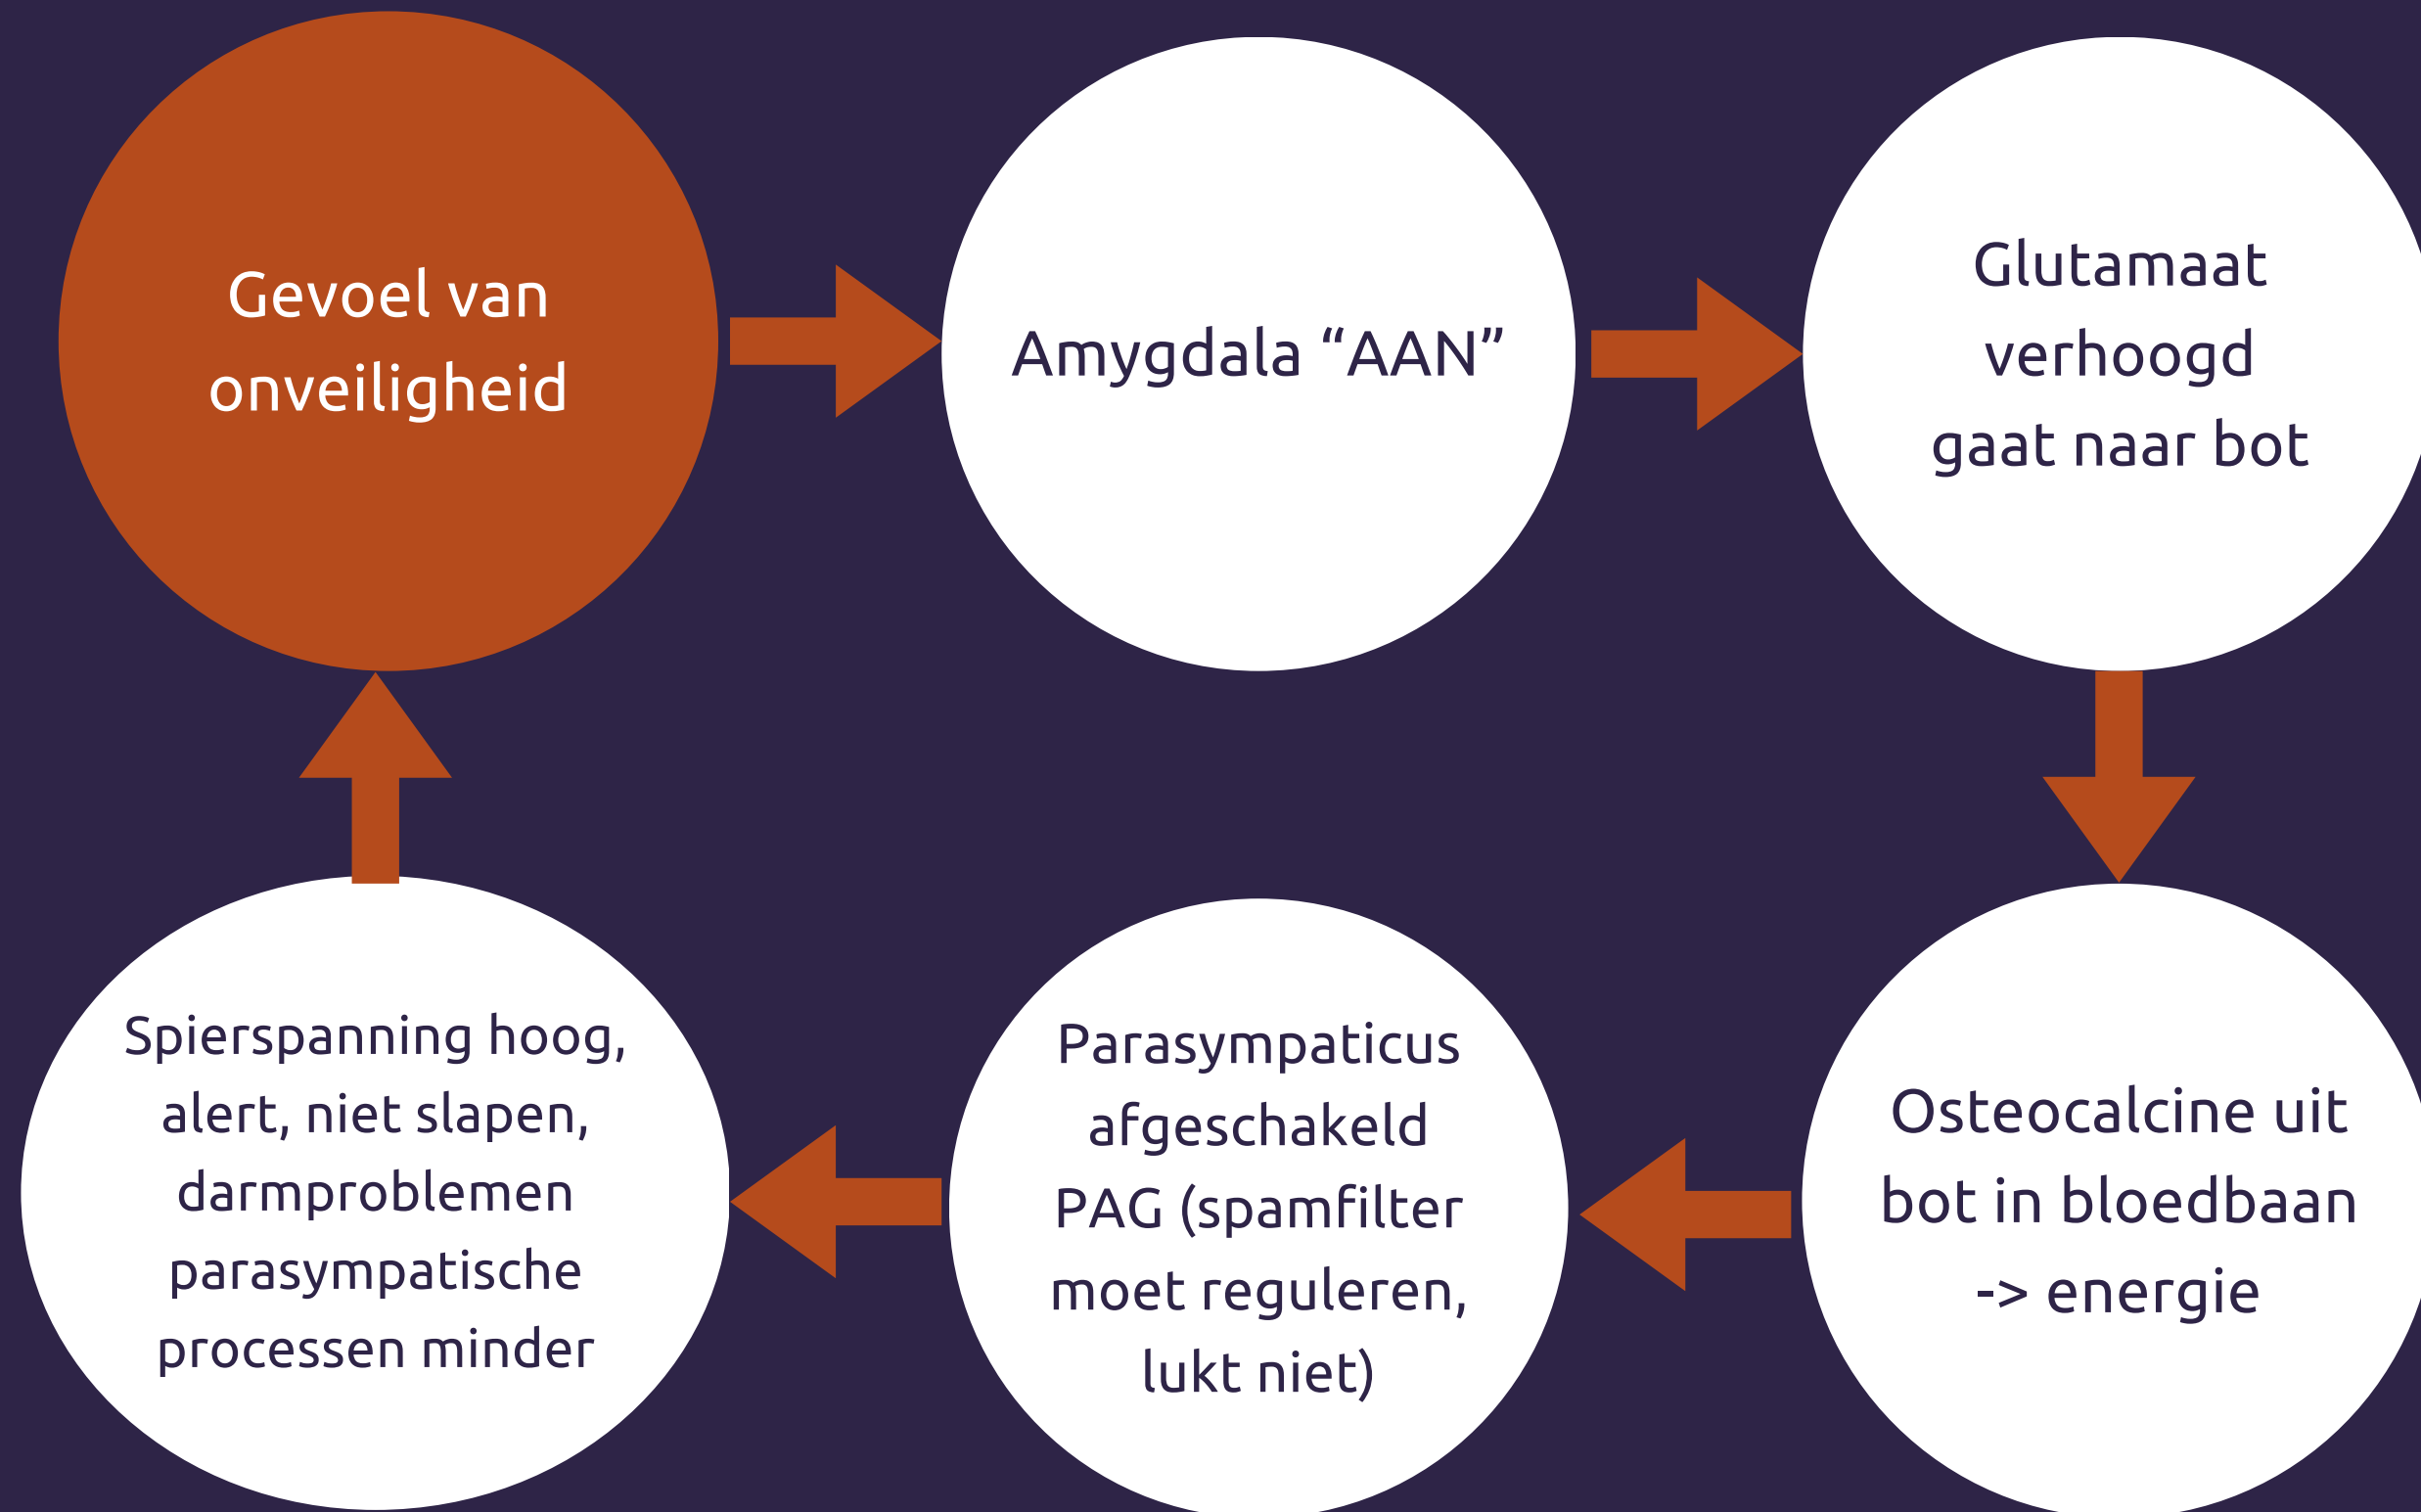 Gevoel van
onveiligheid
Amygdala “AAN”
Glutamaat
verhoogd
gaat naar bot
Osteocalcine uit
bot in bloedbaan
-> energie
Parasympaticus
afgeschakeld
PAG (spamfilter
moet reguleren,
lukt niet)
Spierspanning hoog,
alert, niet slapen,
darmproblemen
parasympatische
processen minder